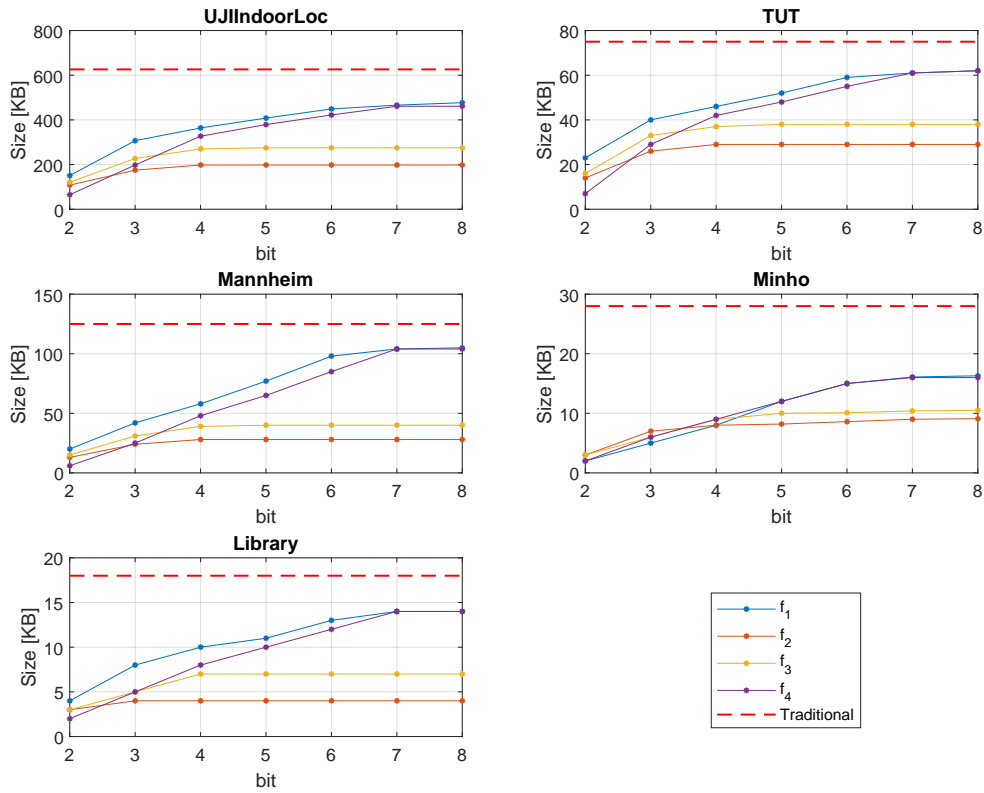 UJIIndoorLoc
800
600
400
200
0
Size [KB]
2 3 4 5 6 7 8
bit
TUT
80
60
40
20
0
Size [KB]
2 3 4 5 6 7 8
bit
Mannheim
150
100
50
0
Size [KB]
2 3 4 5 6 7 8
bit
Minho
30
20
10
0
Size [KB]
2 3 4 5 6 7 8
bit
Library
20
15
10
5
0
Size [KB]
2 3 4 5 6 7 8
bit
f_1
f_2
f_3
f_4
Traditional